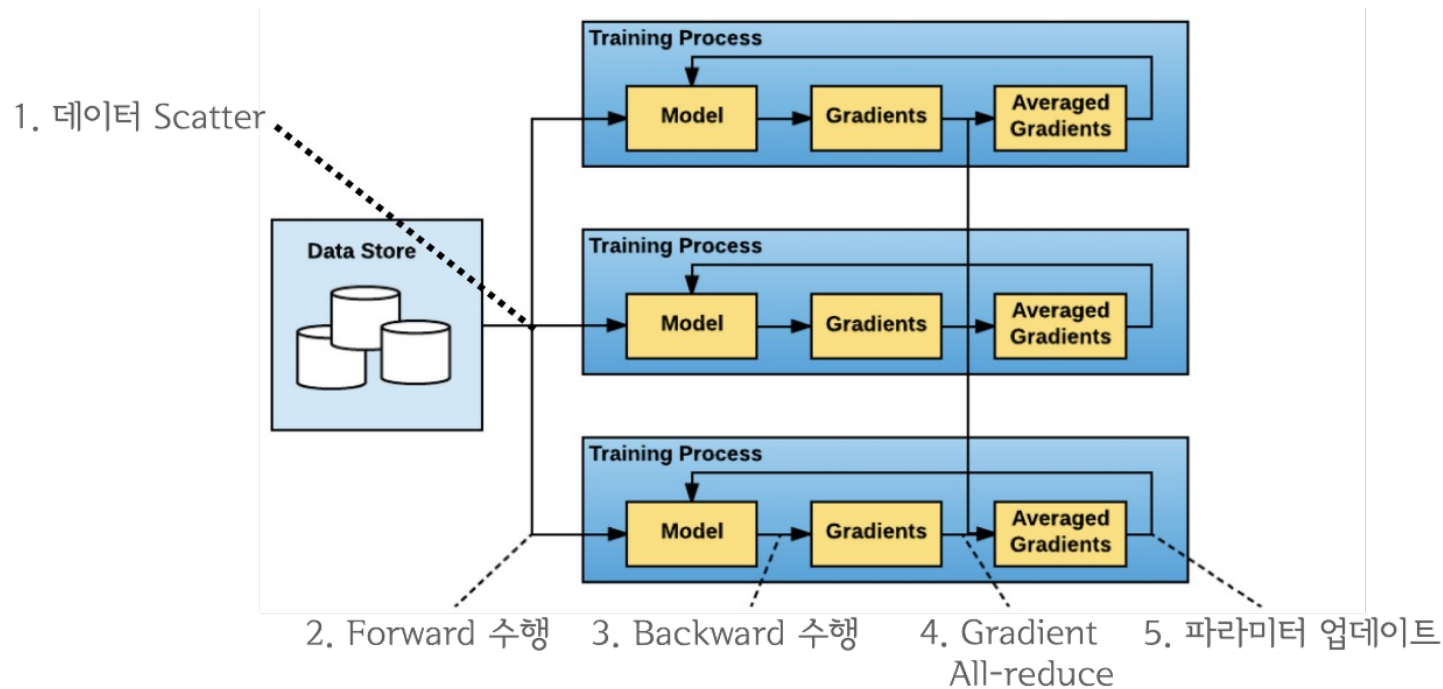 Training Process
Model
Gradients
Averaged
Gradients
1. 데이터 Scatter
Data Store
Training Process
Model
Gradients
Averaged
Gradients
Training Process
Model
Gradients
Averaged
Gradients
2. Forward 수행
3. Backward 수행
4. Gradient
All-reduce
5. 파라미터 업데이트